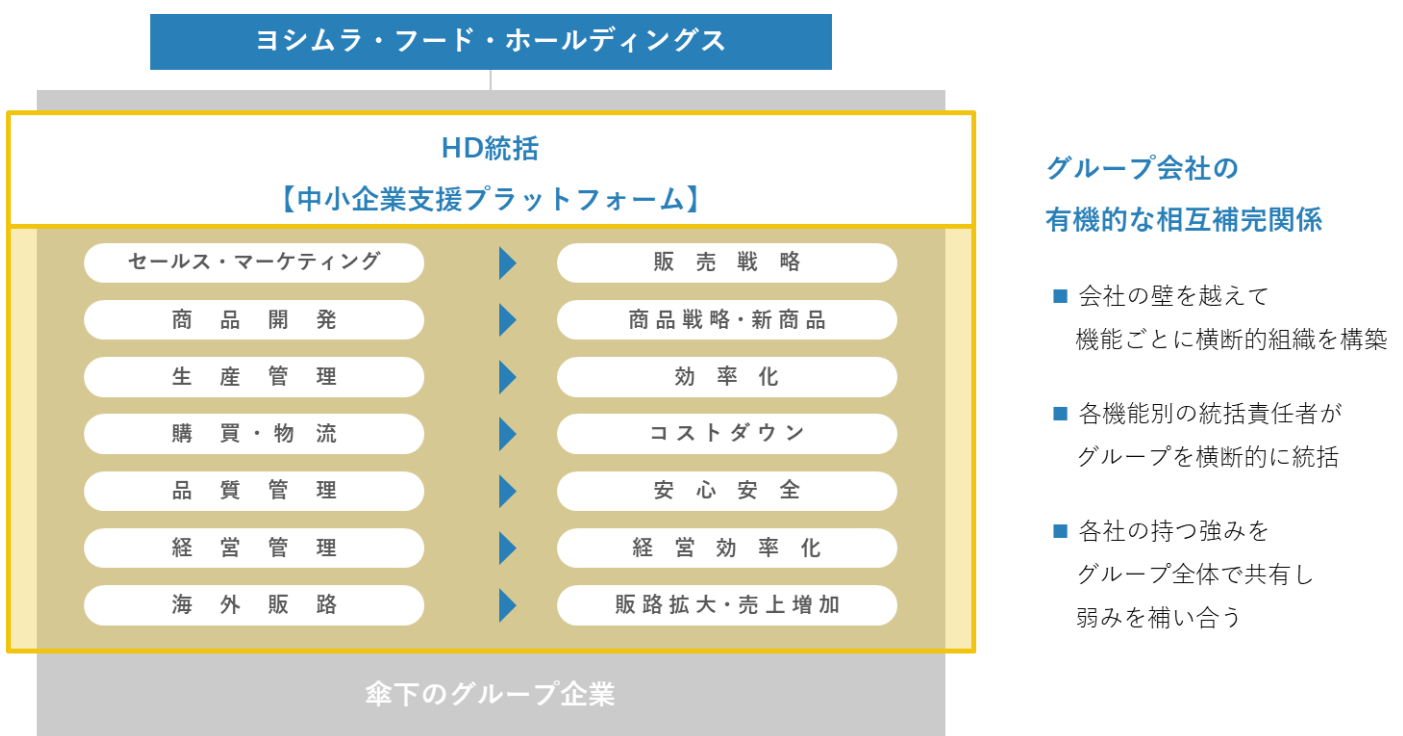 ヨシムラ・フード・ホールディングス
HD統括
【中小企業支援プラットフォーム】
セールス・マーケティング
販売戦略
商品開発
商品戦略・新商品
生産管理
効率化
購買・物流
コストダウン
品質管理
安心安全
経営管理
経営効率化
海外販路
販路拡大・売上増加
傘下のグループ企業
グループ会社の
有機的な相互補完関係
■ 会社の壁を越えて
機能ごとに横断的組織を構築
■ 各機能別の統括責任者が
グループを横断的に統括
■ 各社の持つ強みを
グループ全体で共有し
弱みを補い合う